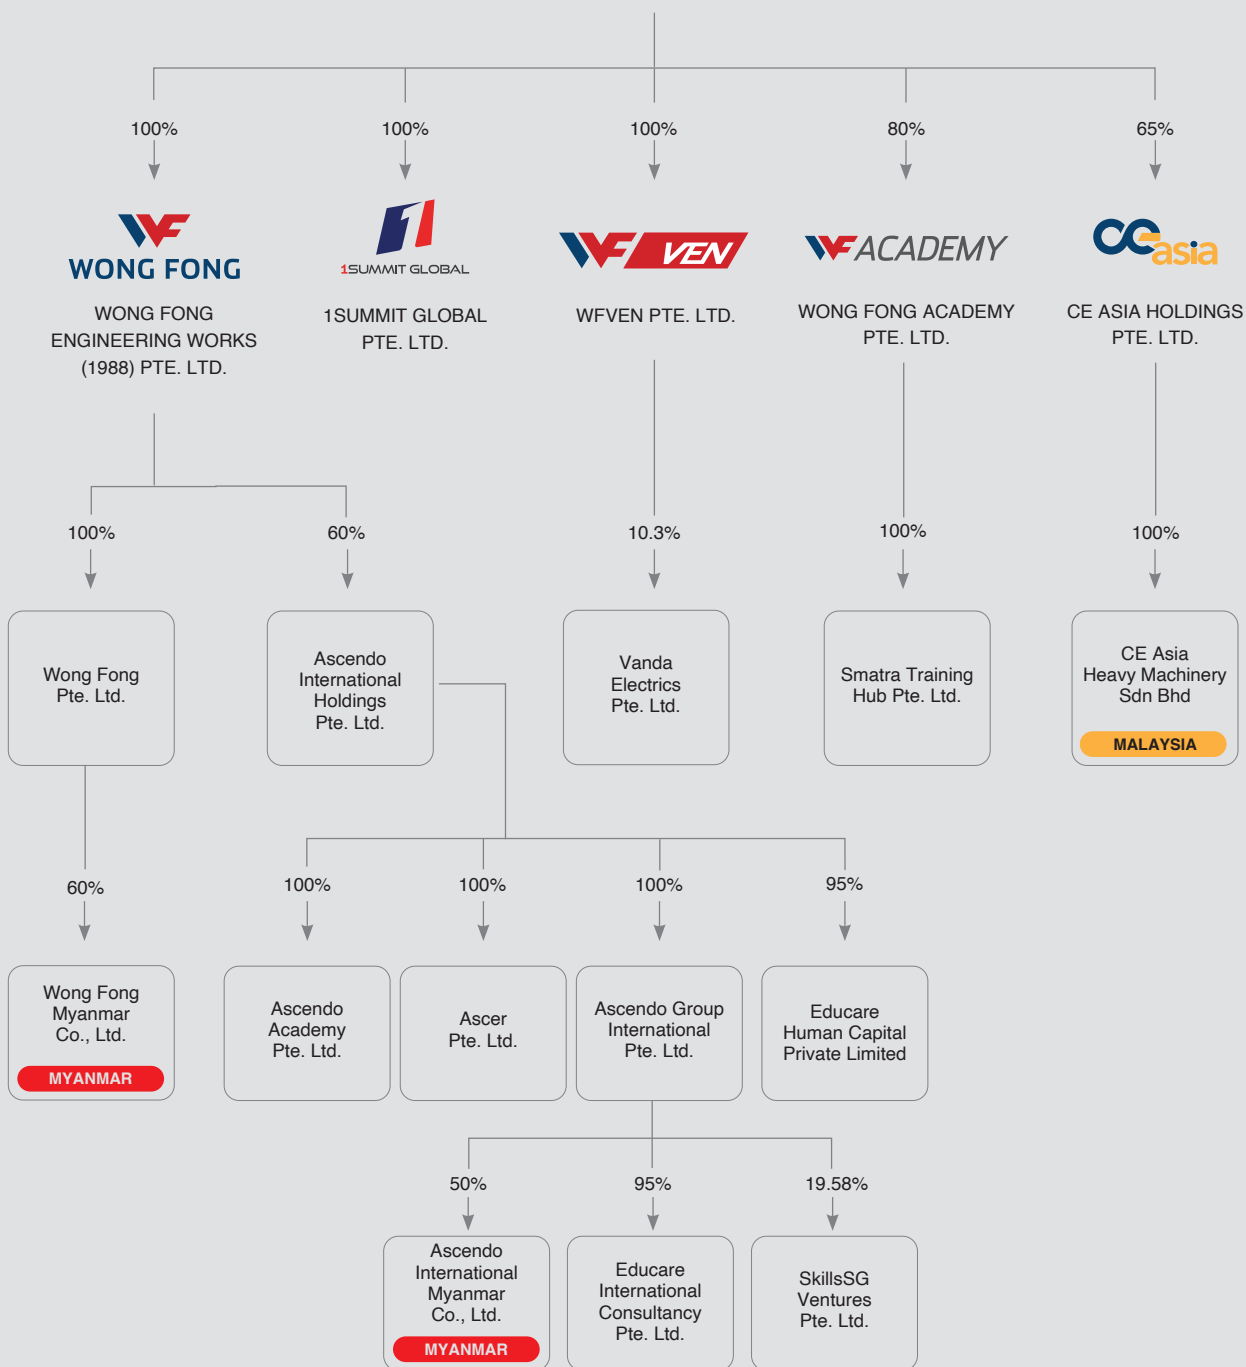 100%
100%
100%
80%
65%
WF
WONG FONG
1SUMMIT GLOBAL
WF VEN
WF ACADEMY
CE asia
WONG FONG
ENGINEERING WORKS
(1988) PTE. LTD.
1SUMMIT GLOBAL
PTE. LTD.
WFVEN PTE. LTD.
WONG FONG ACADEMY
PTE. LTD.
CE ASIA HOLDINGS
PTE. LTD.
100%
60%
10.3%
100%
100%
Wong Fong
Pte. Ltd.
Ascendo
International
Holdings
Pte. Ltd.
Vanda
Electrics
Pte. Ltd.
Smatra Training
Hub Pte. Ltd.
CE Asia
Heavy Machinery
Sdn Bhd
MALAYSIA
60%
100%
100%
100%
95%
Wong Fong
Myanmar
Co., Ltd.
MYANMAR
Ascendo
Academy
Pte. Ltd.
Ascer
Pte. Ltd.
Ascendo Group
International
Pte. Ltd.
Educare
Human Capital
Private Limited
50%
95%
19.58%
Ascendo
International
Myanmar
Co., Ltd.
MYANMAR
Educare
International
Consultancy
Pte. Ltd.
SkillsSG
Ventures
Pte. Ltd.